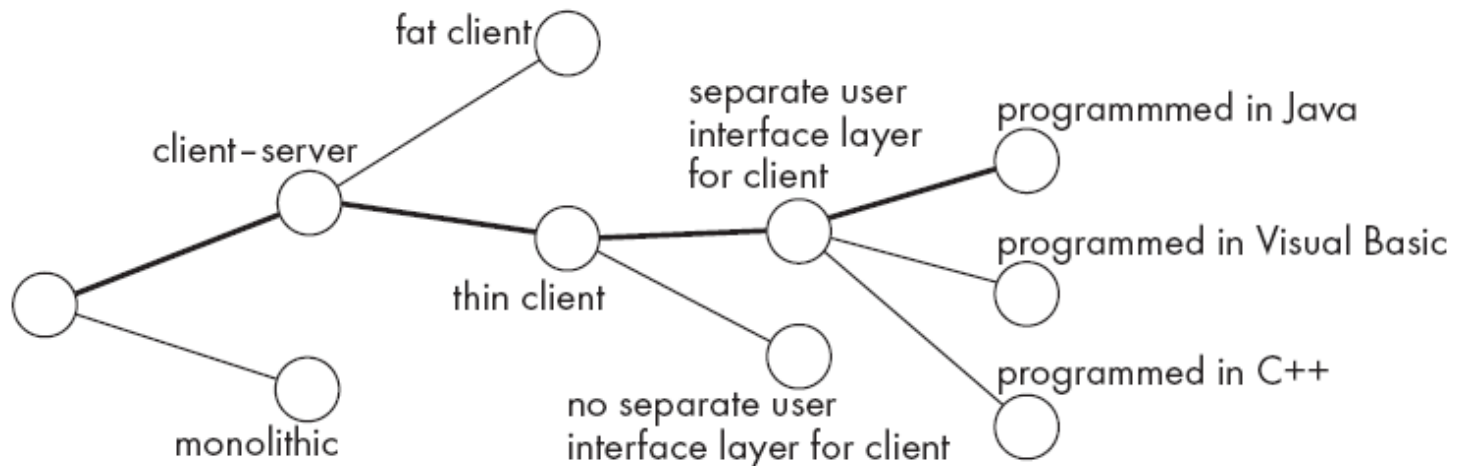 fat client
separate user
interface layer
for client
programmmed in Java
client-server
programmed in Visual Basic
thin client
programmed in C++
no separate user
interface layer for client
monolithic